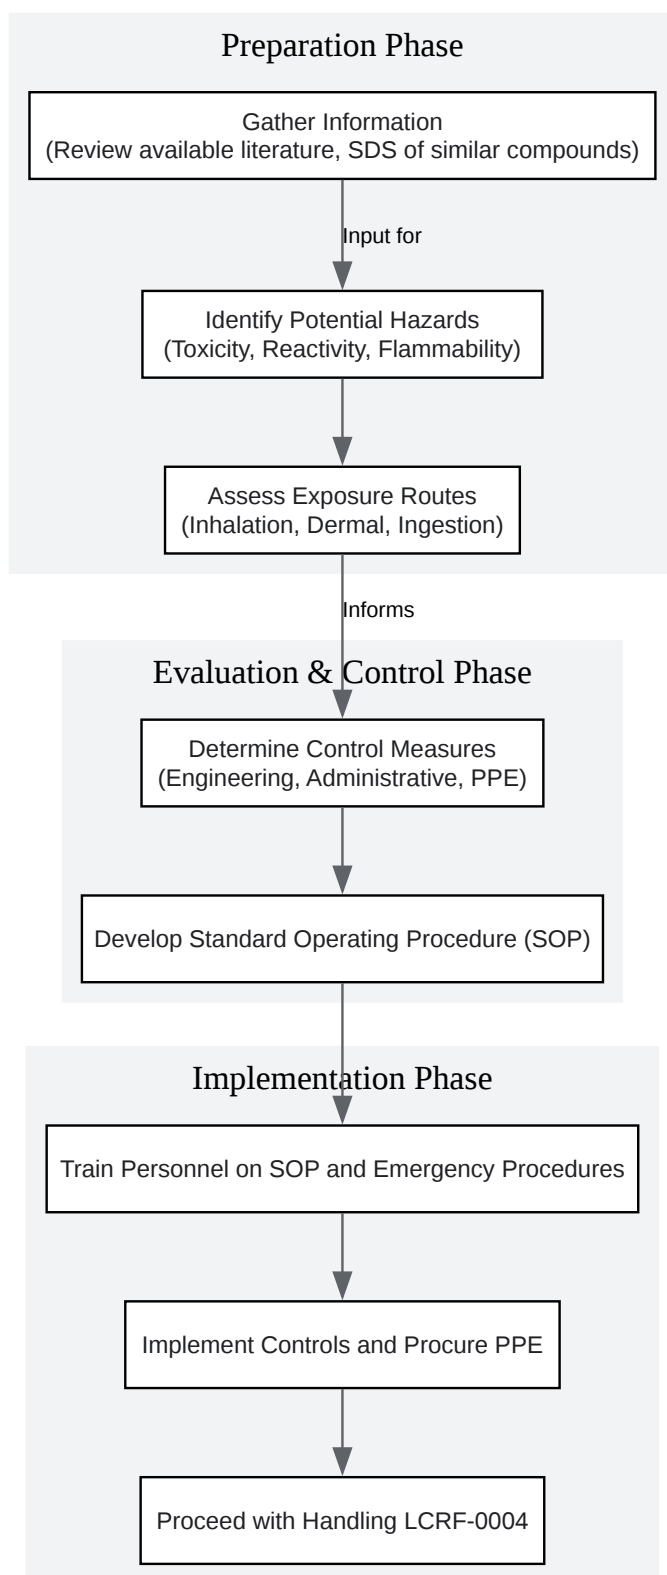 Preparation Phase
Gather Information
(Review available literature, SDS of similar compounds)
Input for
Identify Potential Hazards
(Toxicity, Reactivity, Flammability)
Assess Exposure Routes
(Inhalation, Dermal, Ingestion)
Informs
Evaluation & Control Phase
Determine Control Measures
(Engineering, Administrative, PPE)
Develop Standard Operating Procedure (SOP)
Implementation Phase
Train Personnel on SOP and Emergency Procedures
Implement Controls and Procure PPE
Proceed with Handling LCRF-0004